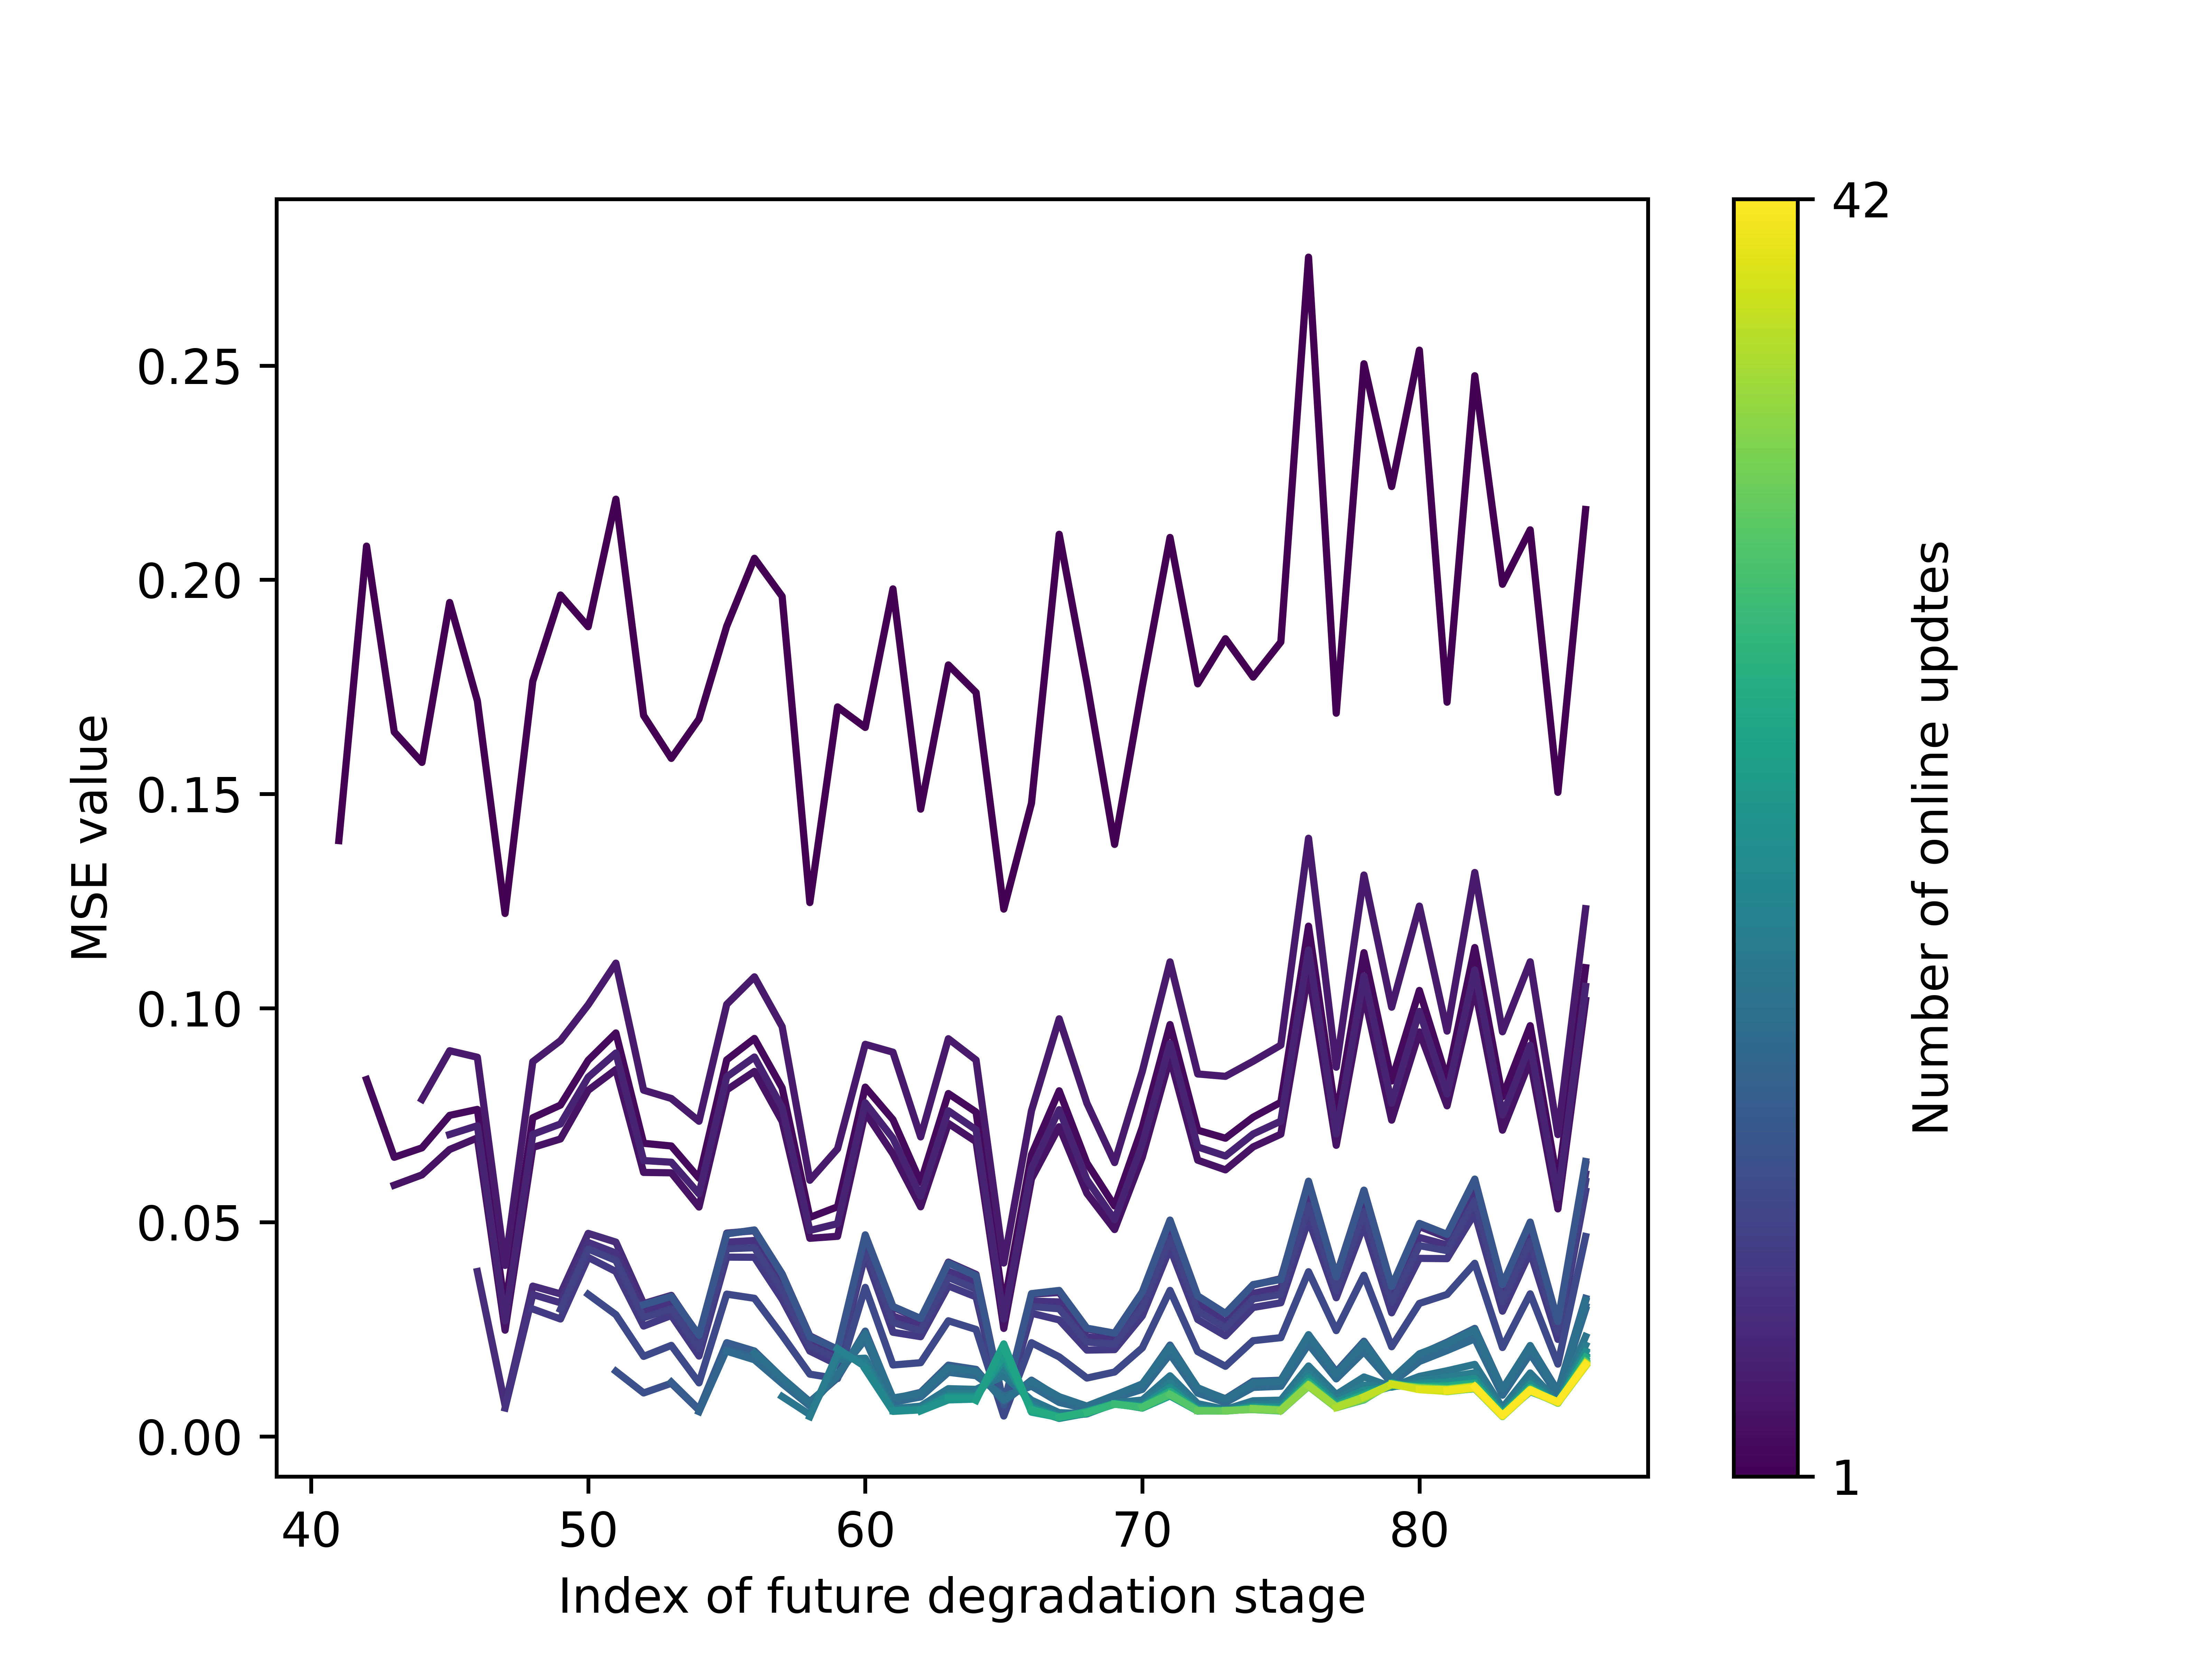 42
0.25
0.20
0.15
0.10
0.05
0.00
1
40 50 60 70 80
MSE value
Index of future degradation stage
Number of online updtes